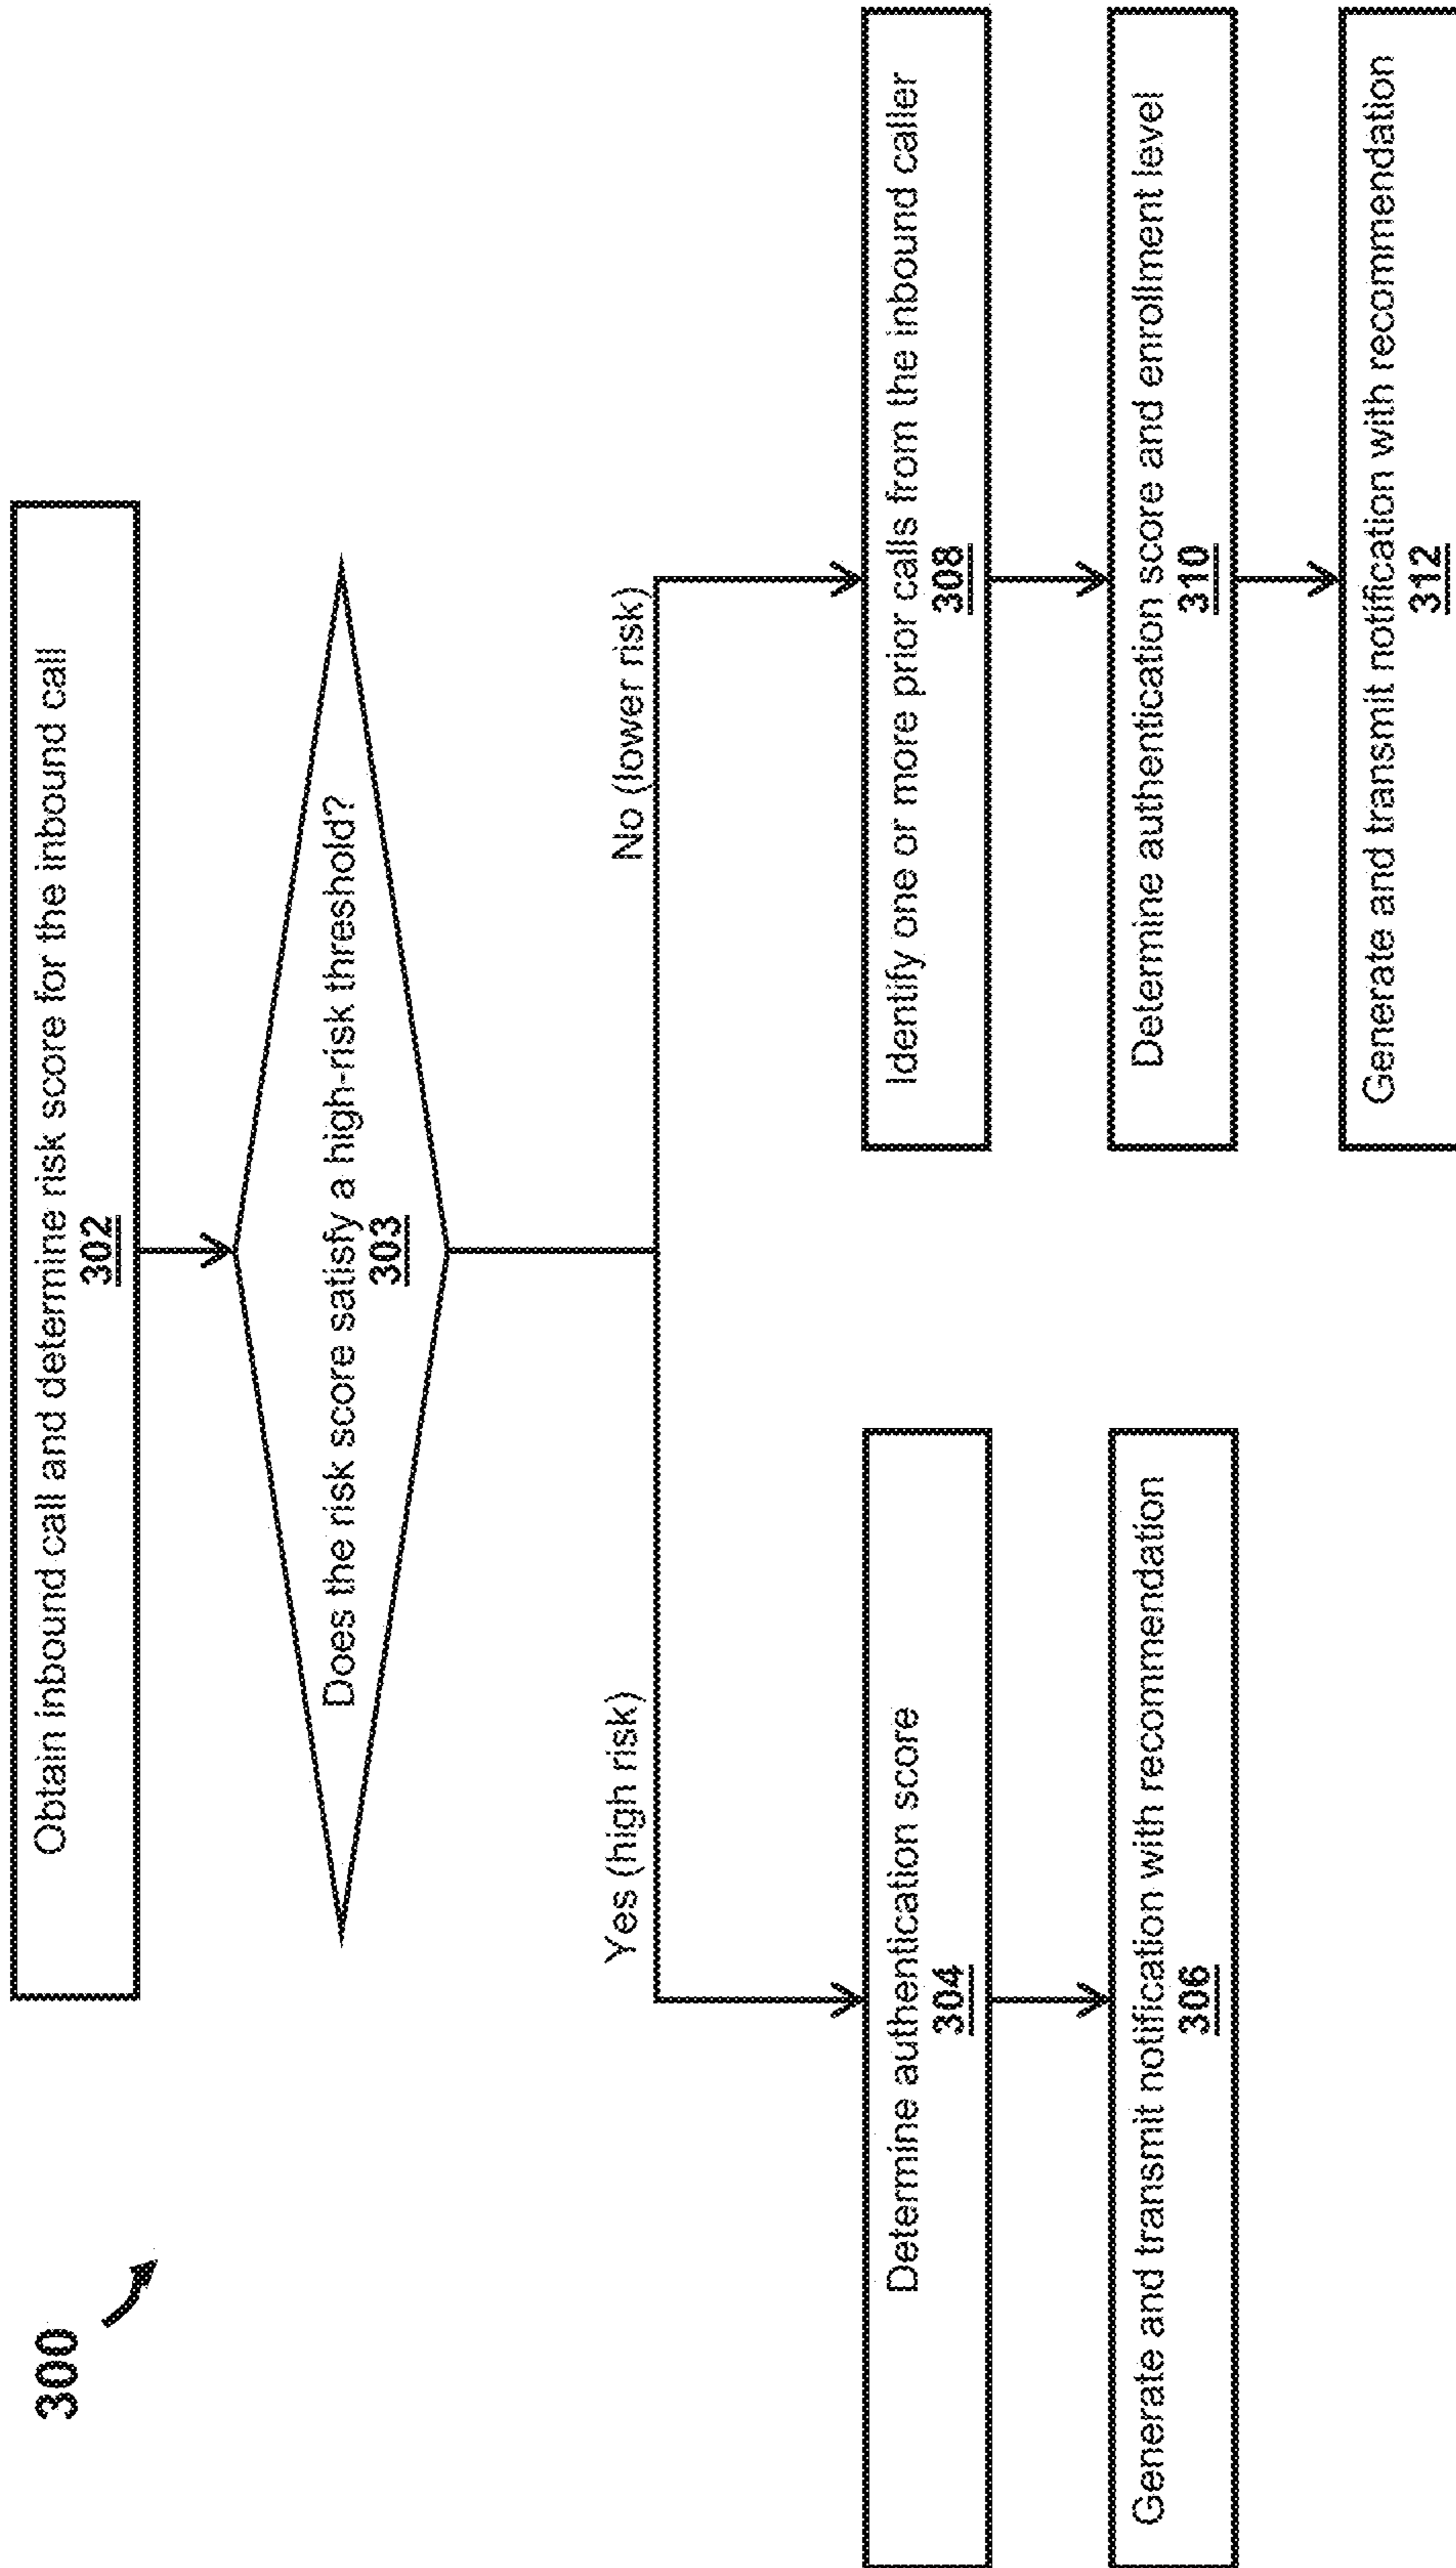 300
Obtain inbound call and determine risk score for the inbound call
302
Does the risk score satisfy a high-risk threshold?
303
Yes (high risk)
No (lower risk)
Determine authentication score
304
Generate and transmit notification with recommendation
306
Identify one or more prior calls from the inbound caller
308
Determine authentication score and enrollment level
310
Generate and transmit notification with recommendation
312